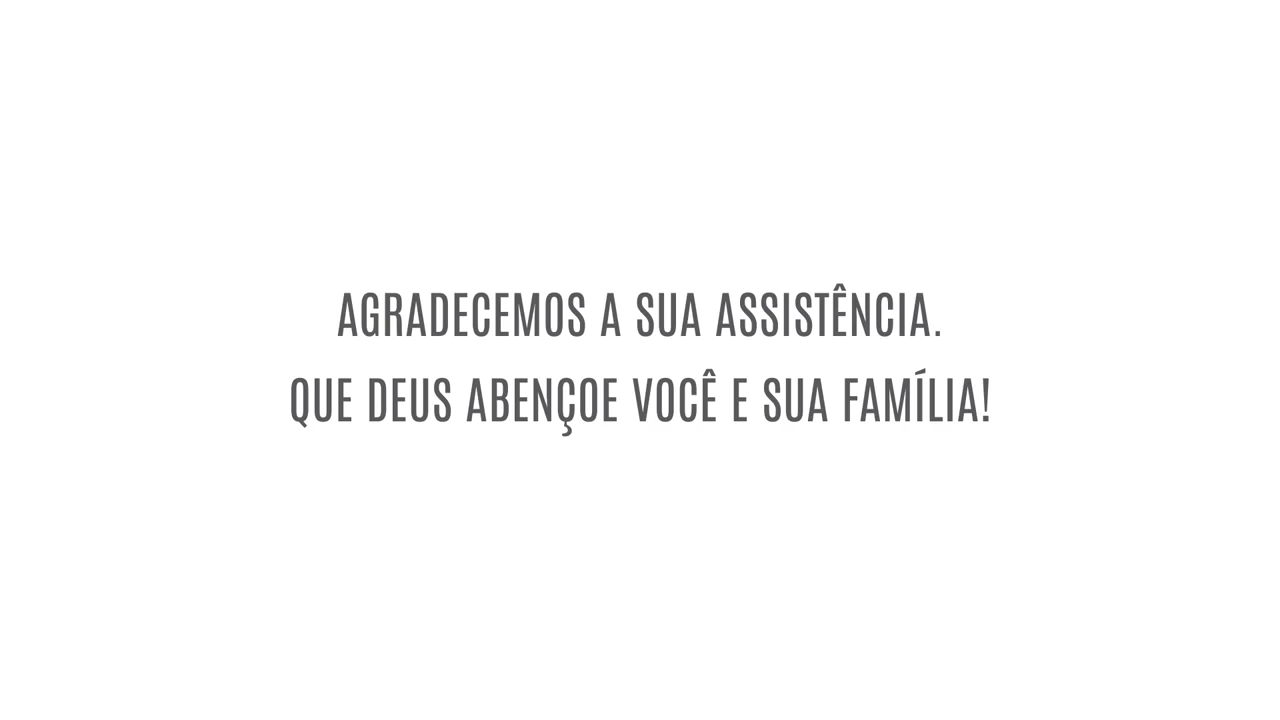 AGRADECEMOS A SUA ASSISTÊNCIA.
QUE DEUS ABENÇOE VOCÊ E SUA FAMÍLIA!